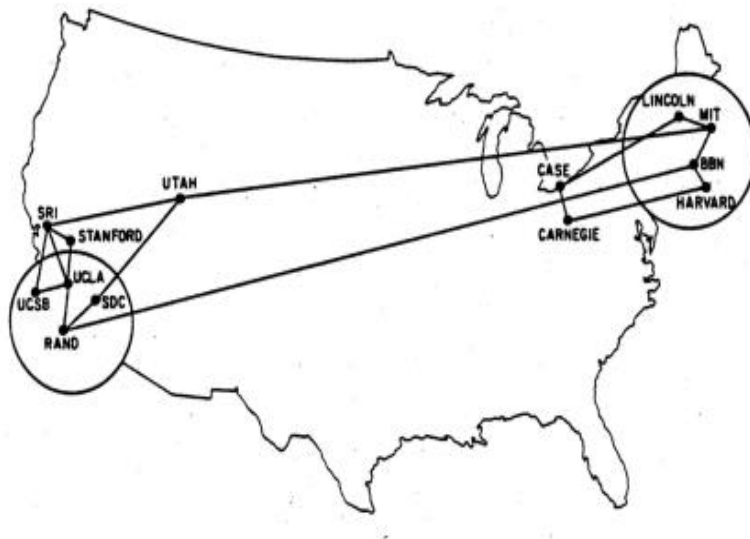 LINCOLN
MIT
CASE
BBN
UTAH
HARVARD
SRI
STANFORD
CARNEGIE
UCLA
UCSB
SDC
RAND